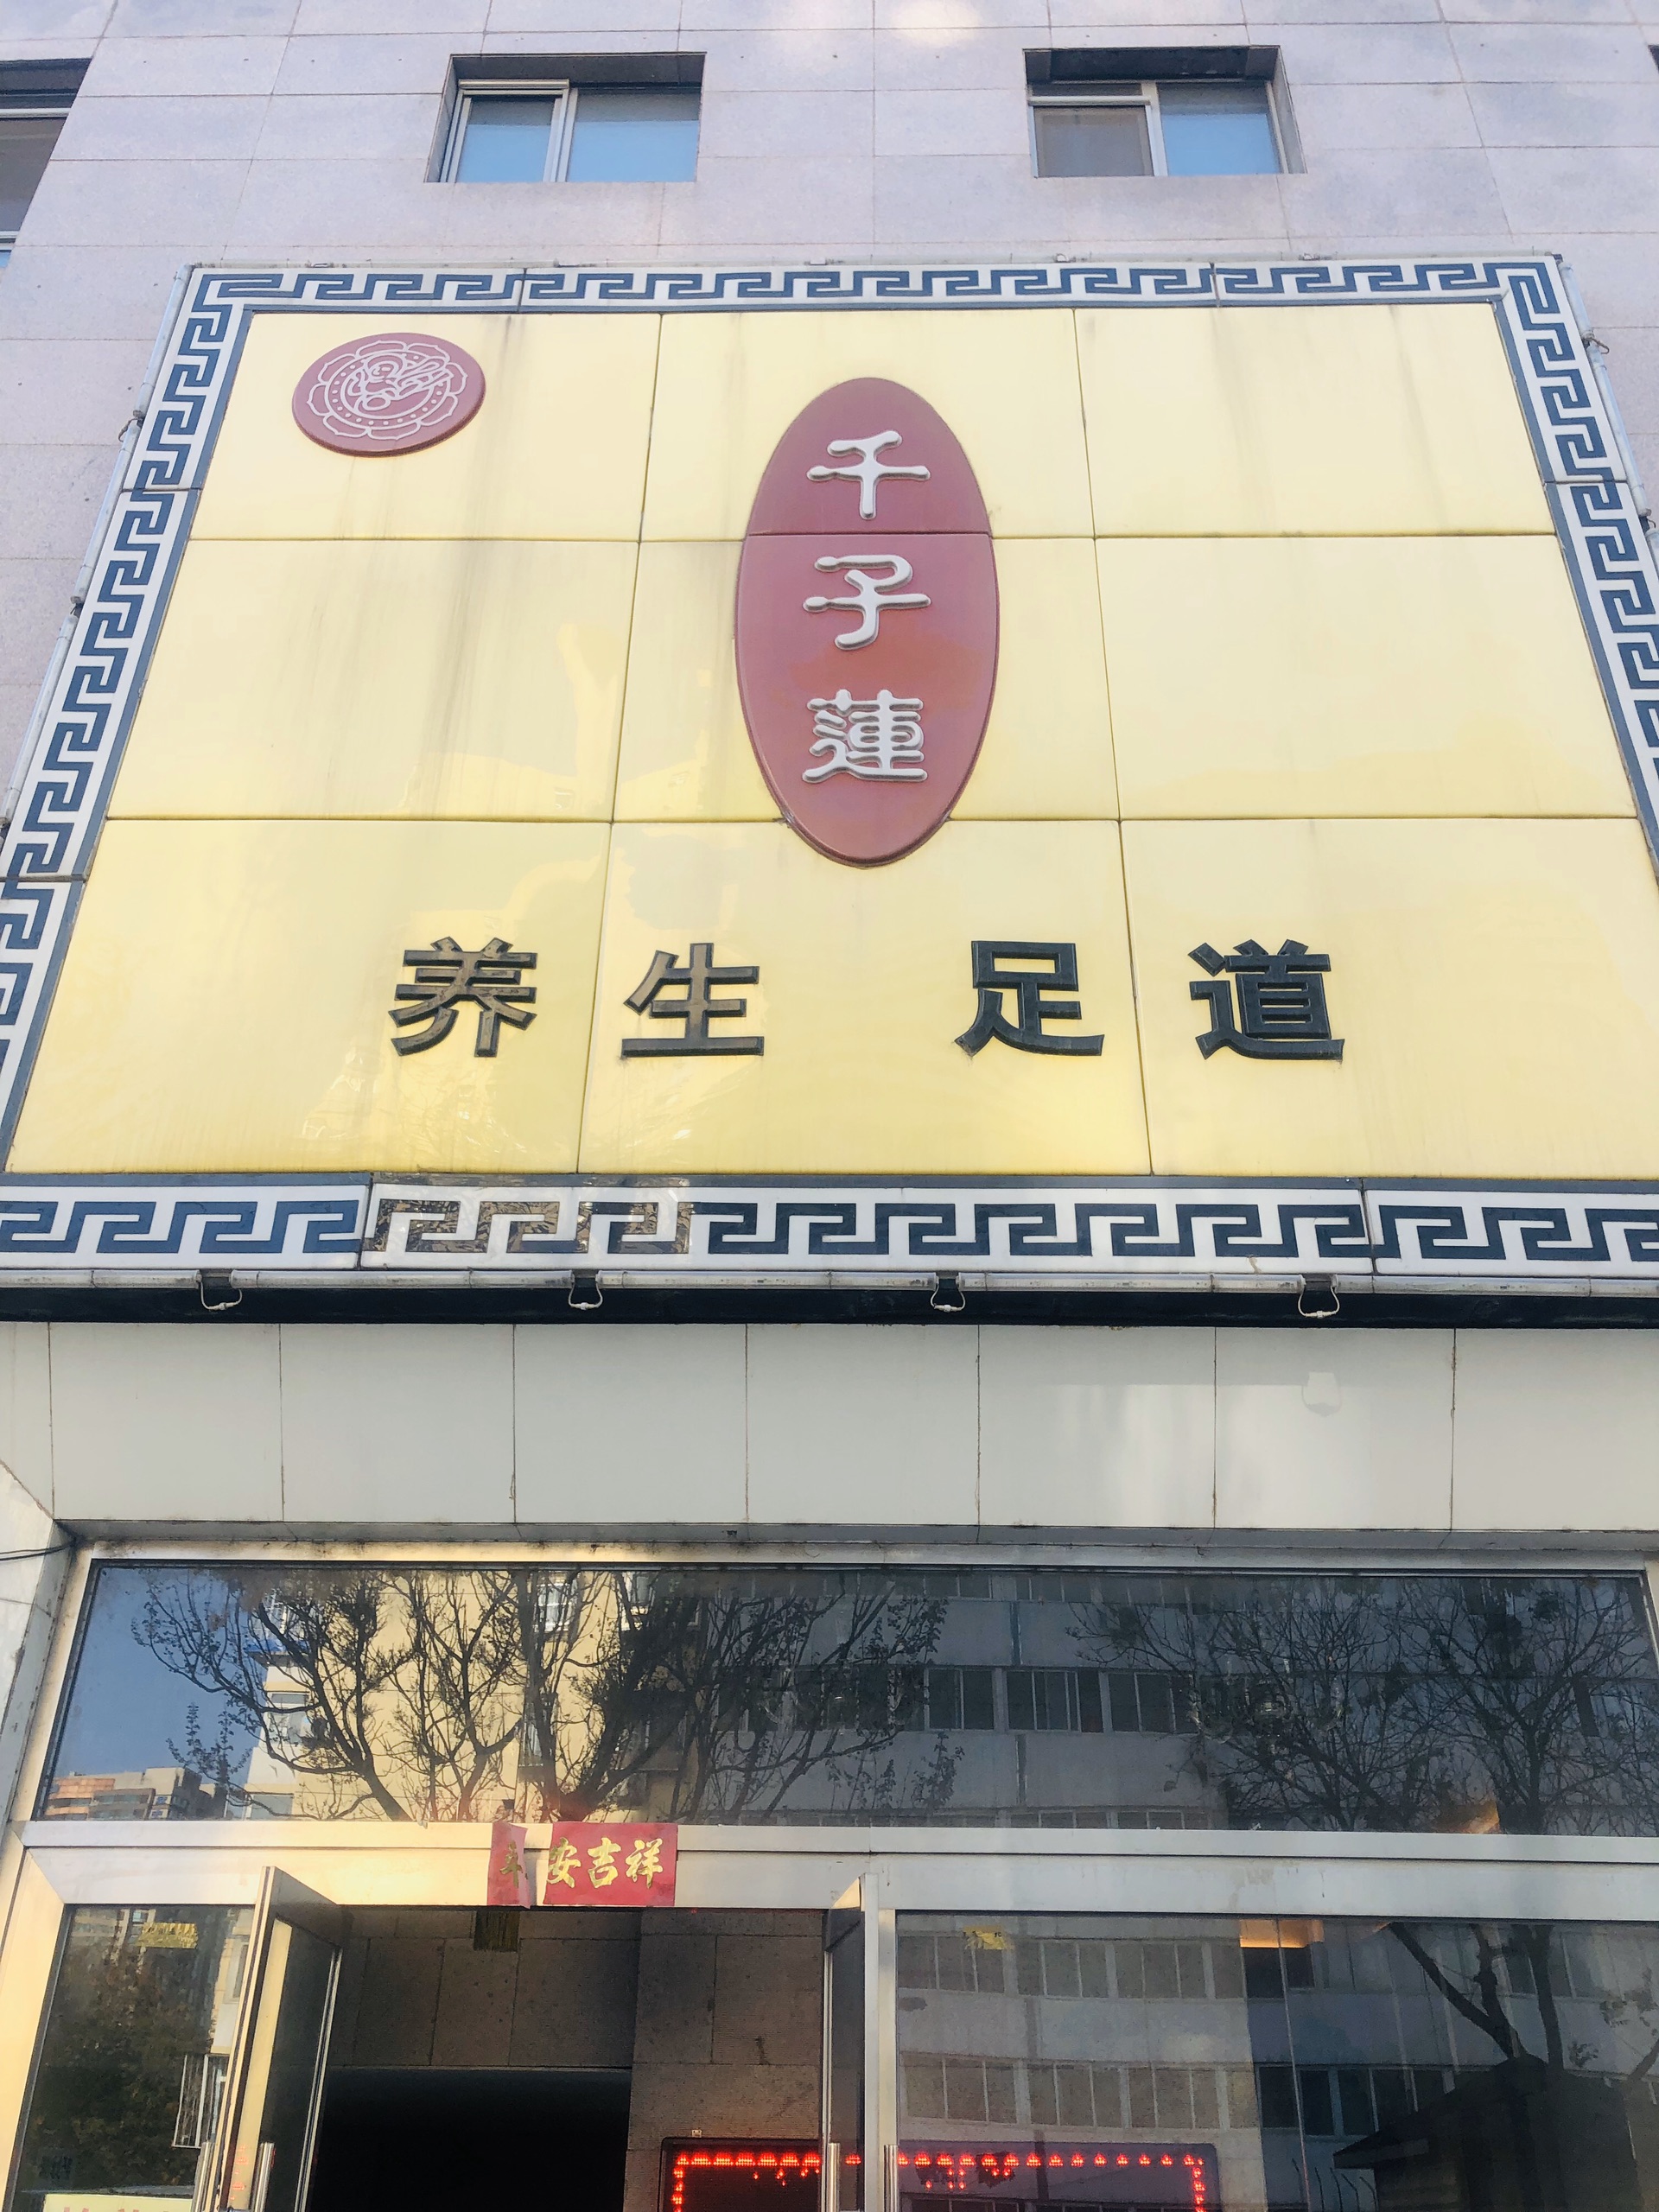 千子蓮
养生 足道
安吉祥